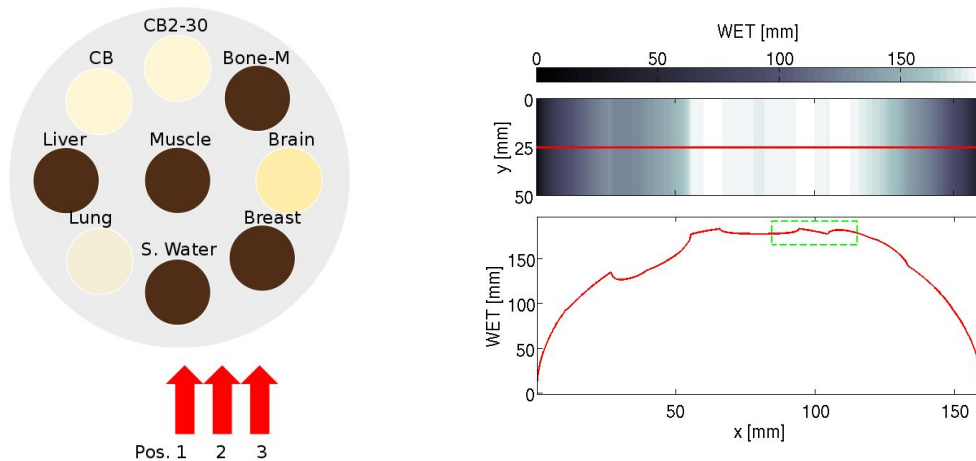 CB2-30
CB
Bone-M
Liver
Muscle
Brain
Lung
S. Water
Breast
Pos. 1 2 3
WET [mm]
0 50 100 150
0
25
50
y [mm]
150
100
50
0
WET [mm]
50 100
x [mm]